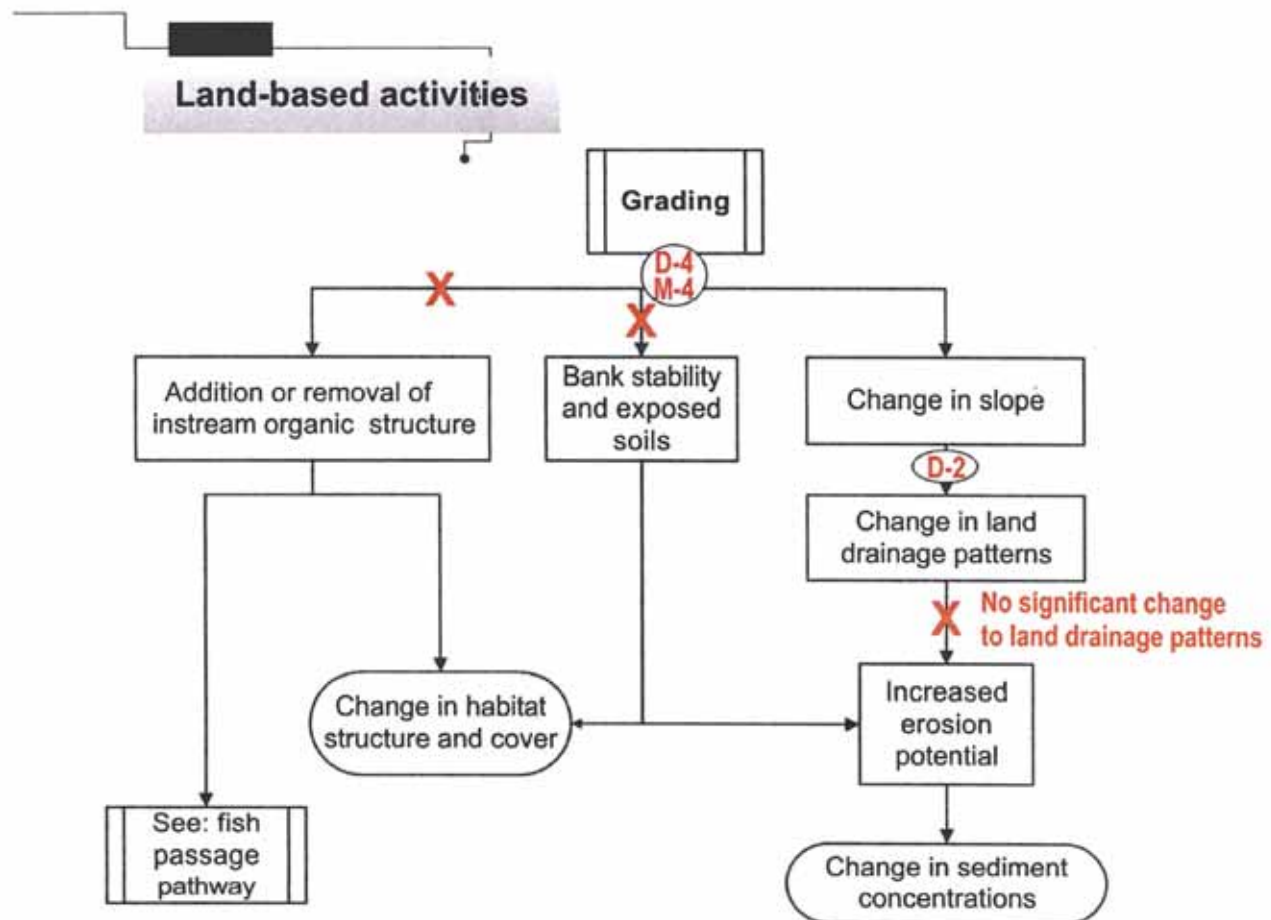 Land-based activities
Grading
D-4
M-4
X
X
Addition or removal of
instream organic structure
Bank stability
and exposed
soils
Change in slope
D-2
Change in land
drainage patterns
X
No significant change
to land drainage patterns
Change in habitat
structure and cover
Increased
erosion
potential
See: fish
passage
pathway
Change in sediment
concentrations